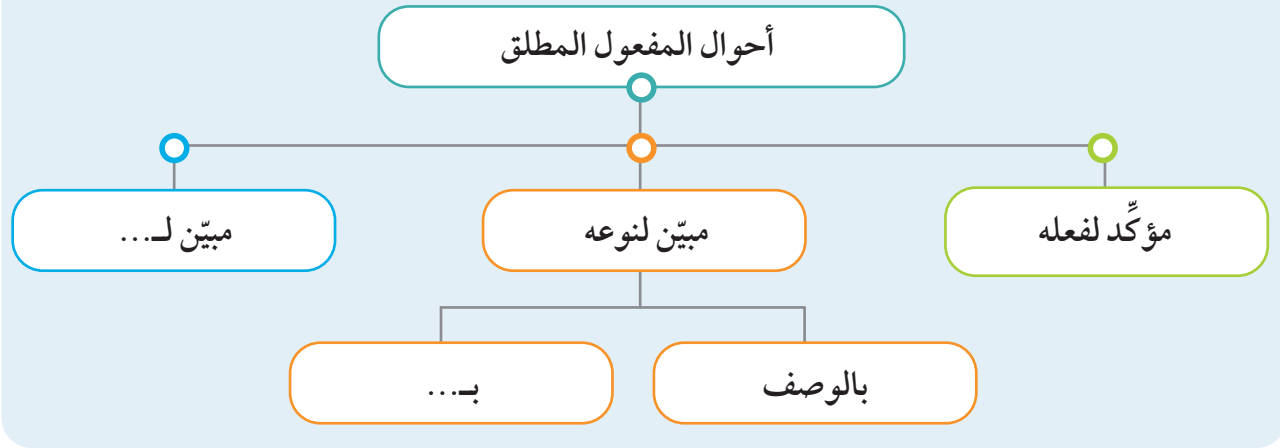 أحوال المفعول المطلق
مؤكِّد لفعله
مبيّن لنوعه
مبيّن لـ...
بالوصف
بـ...